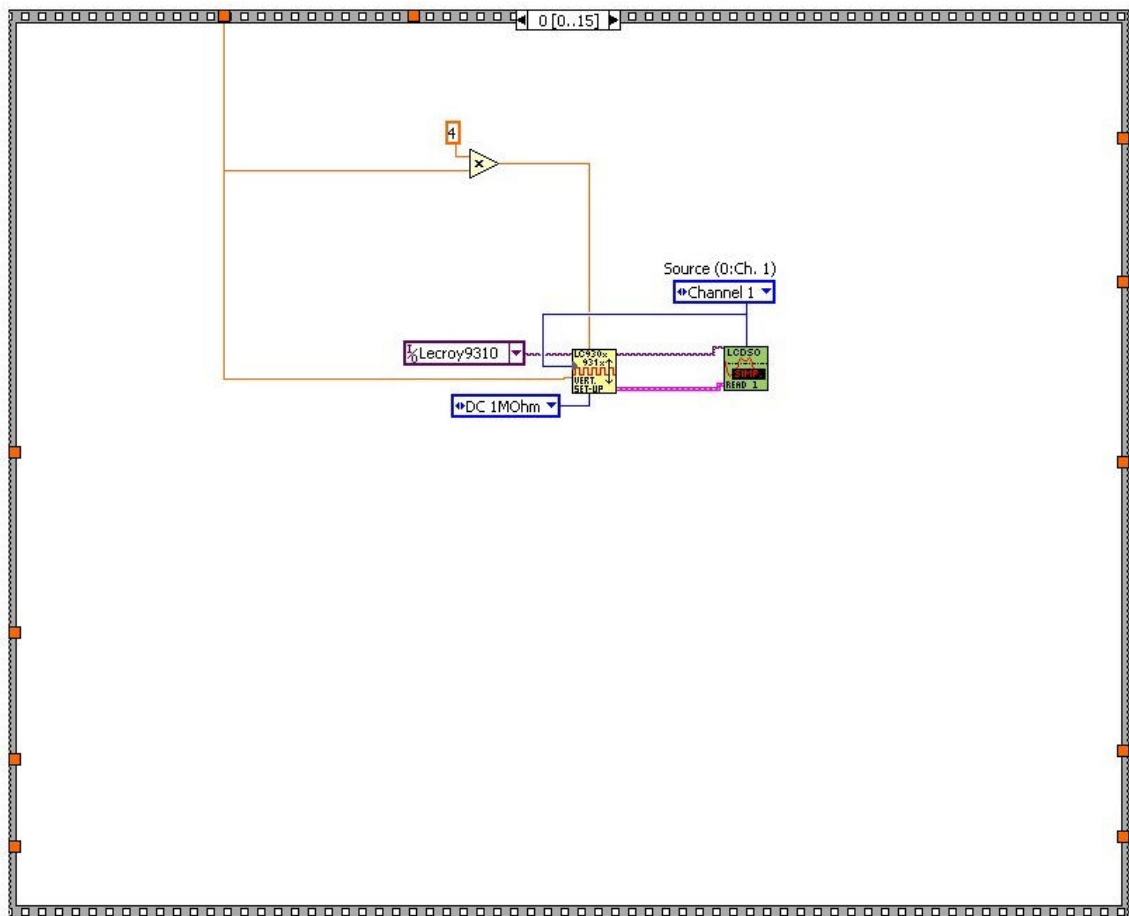 0 [0..15]
4
x
Source (0:Ch. 1)
Channel 1
I/O Lecroy9310
LC930x
931x
VERT.
SET-UP
LCDSO
SIMP.
READ 1
DC 1MOhm